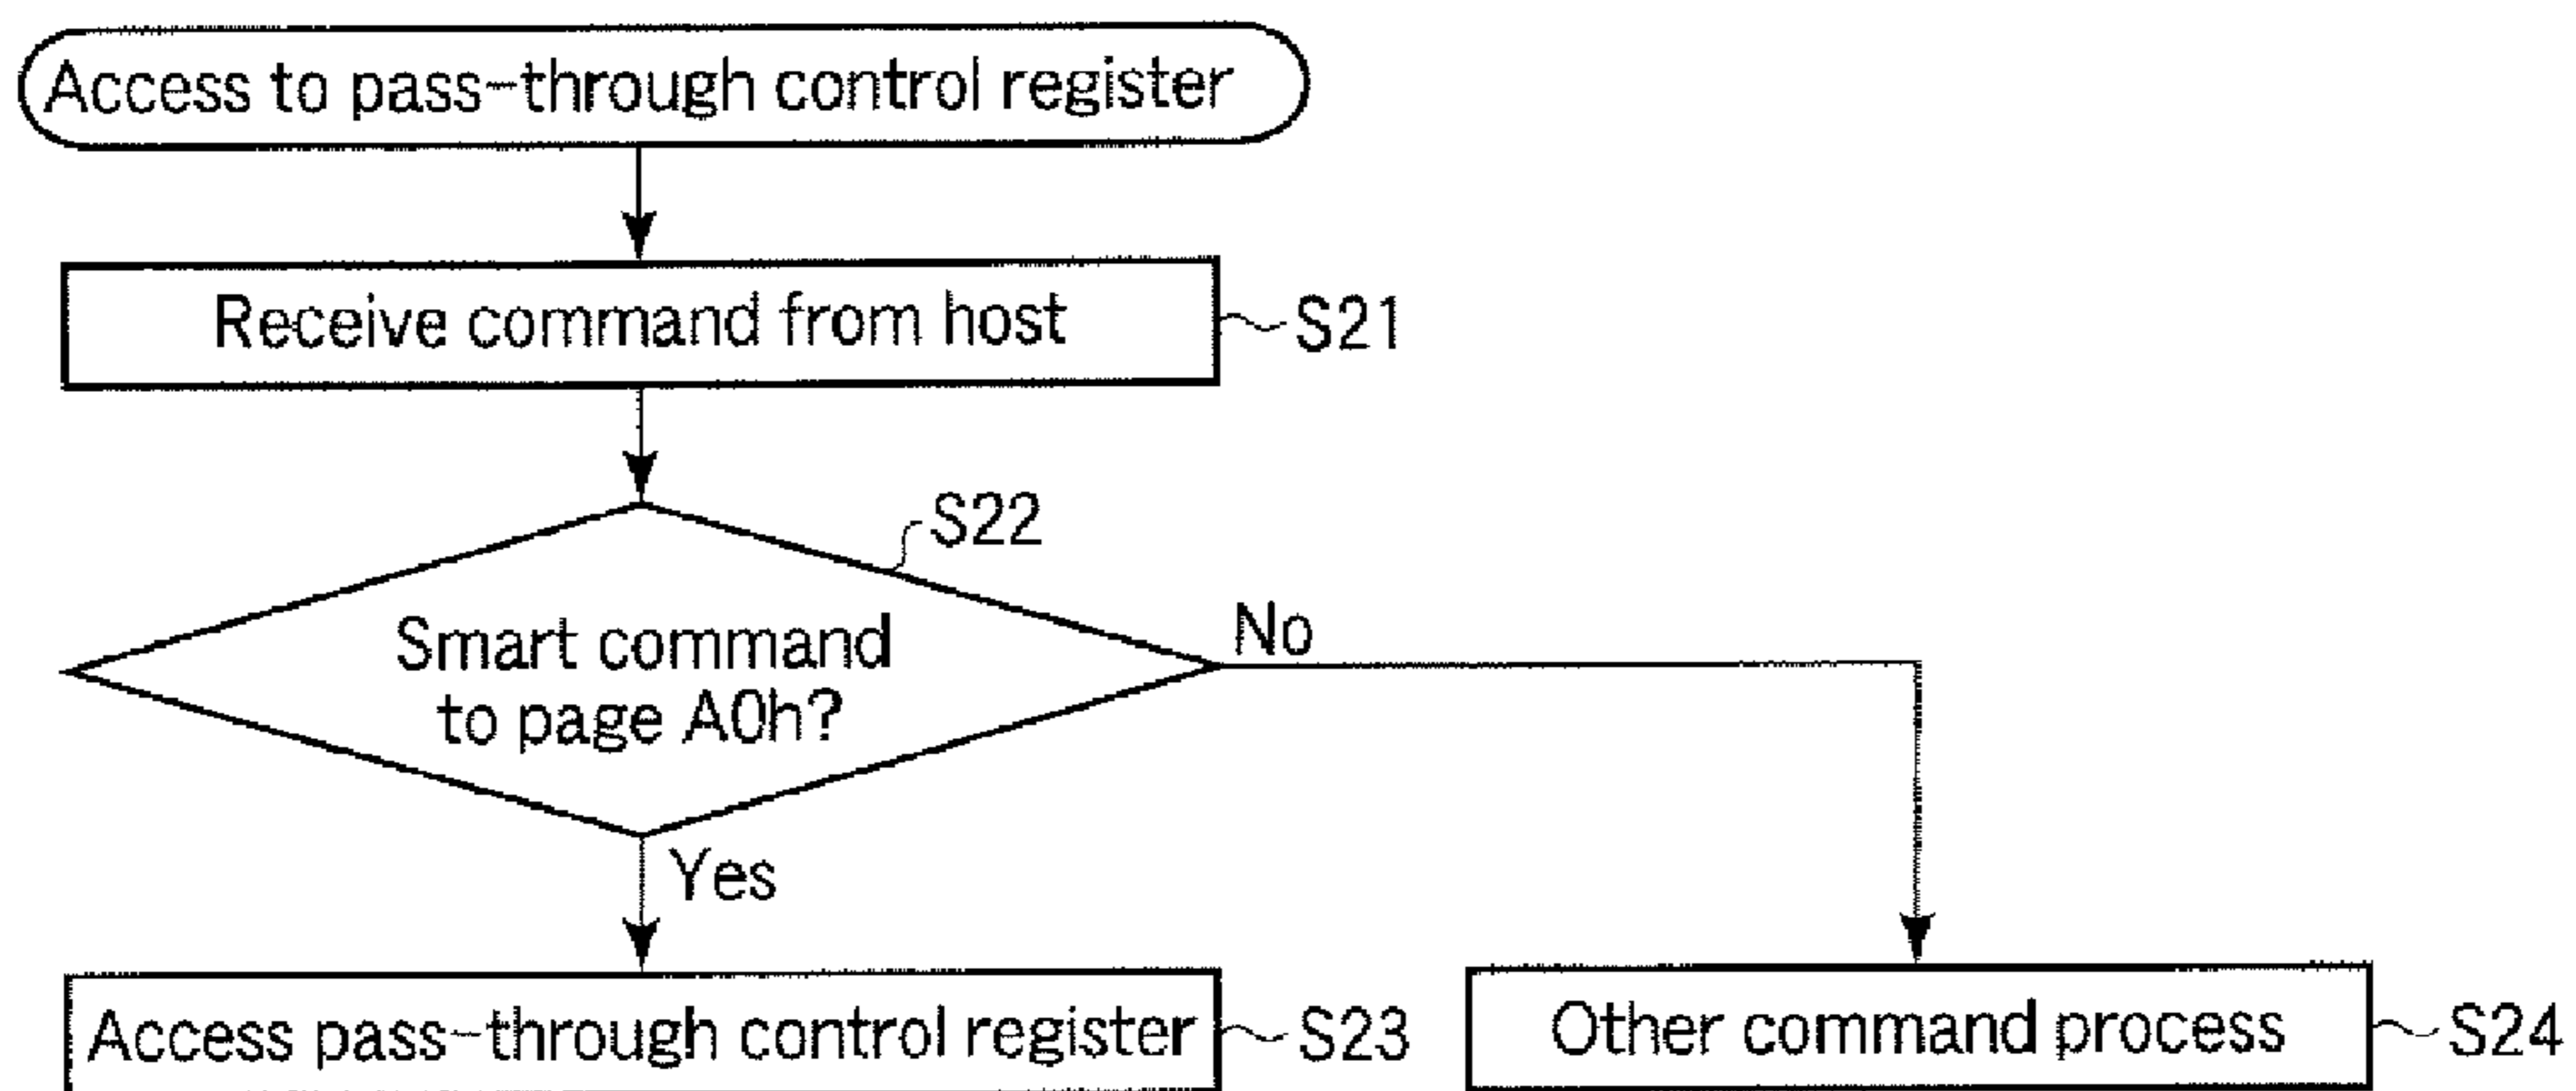 Access to pass-through control register
Receive command from host
S21
S22
Smart command
to page A0h?
No
Yes
Access pass-through control register
S23
Other command process
S24